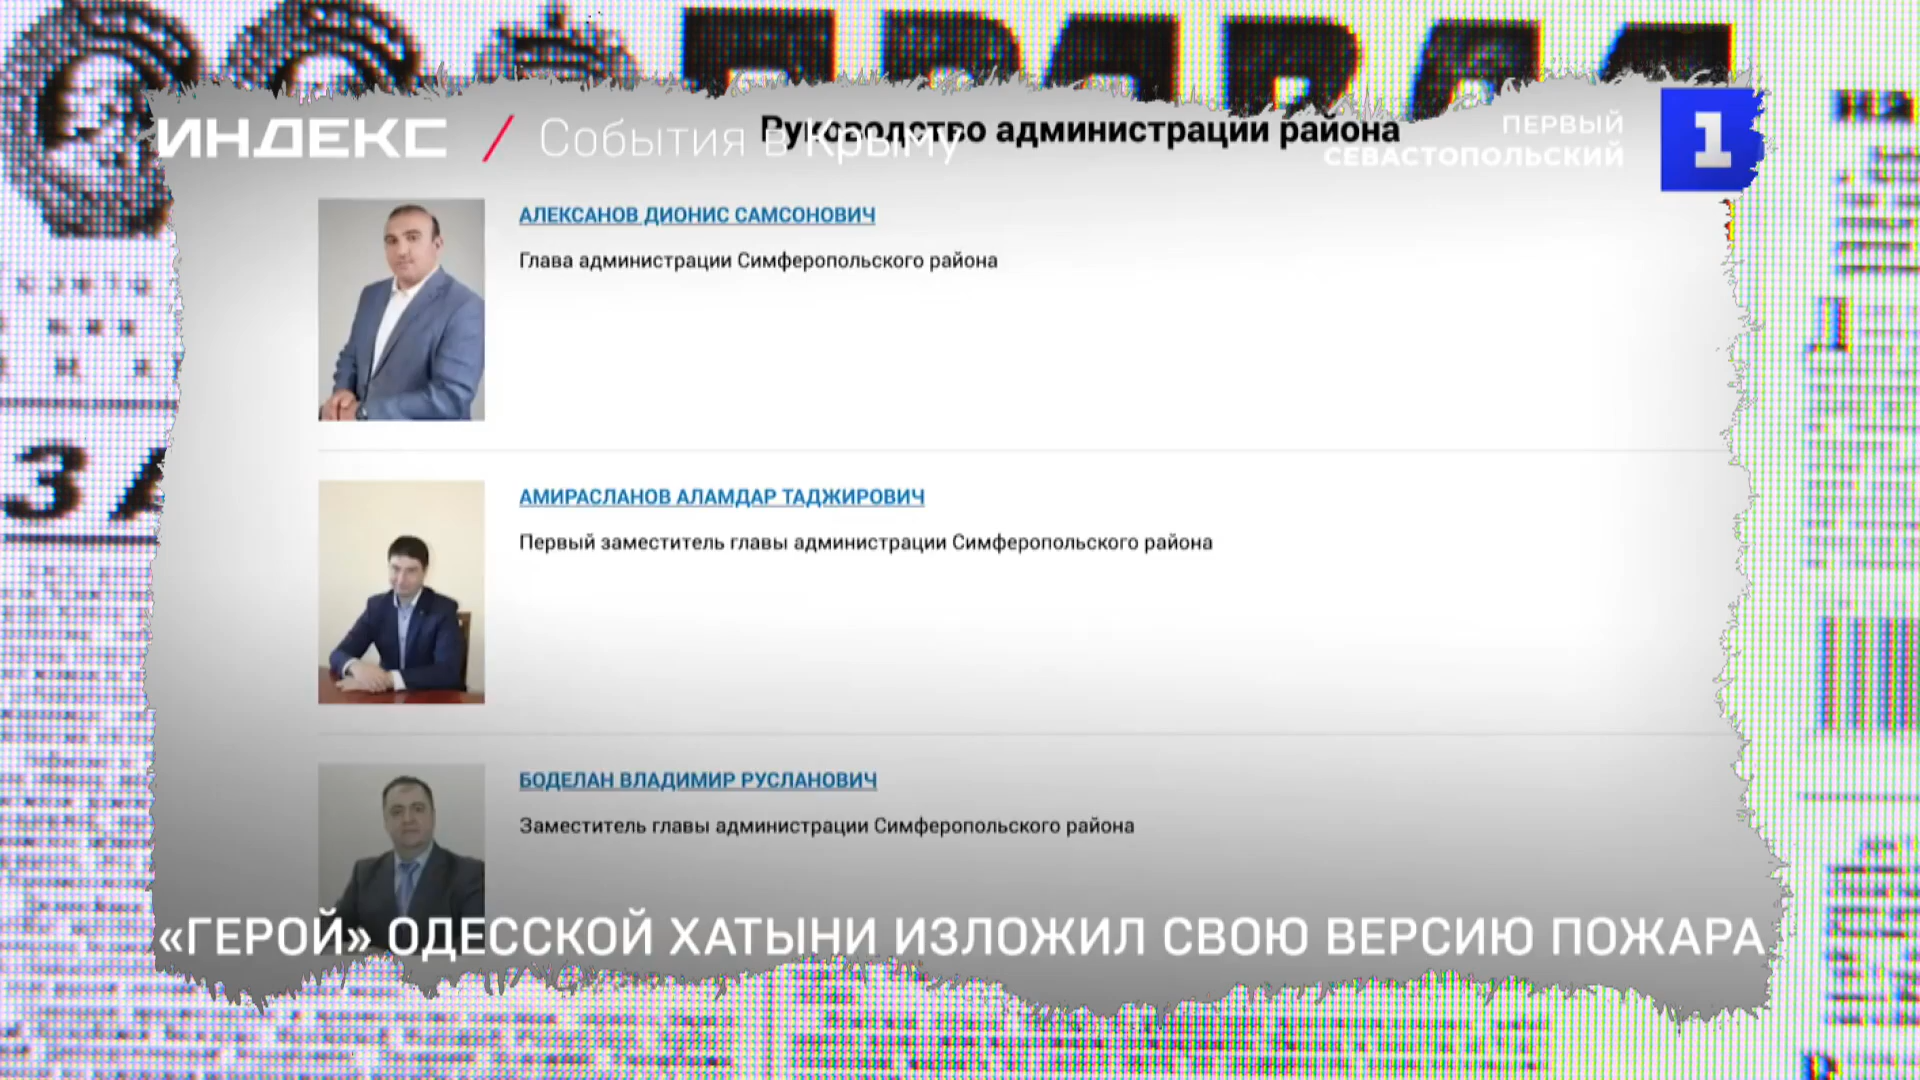 ИНДЕКС / События в Крыму
Руководство администрации района
ПЕРВЫЙ
СЕВАСТОПОЛЬСКИЙ
1
АЛЕКСАНОВ ДИОНИС САМСОНОВИЧ
Глава администрации Симферопольского района
АМИРАСЛАНОВ АЛАМДАР ТАДЖИРОВИЧ
Первый заместитель главы администрации Симферопольского района
БОДЕЛАН ВЛАДИМИР РУСЛАНОВИЧ
Заместитель главы администрации Симферопольского района
«ГЕРОЙ» ОДЕССКОЙ ХАТЫНИ ИЗЛОЖИЛ СВОЮ ВЕРСИЮ ПОЖАРА